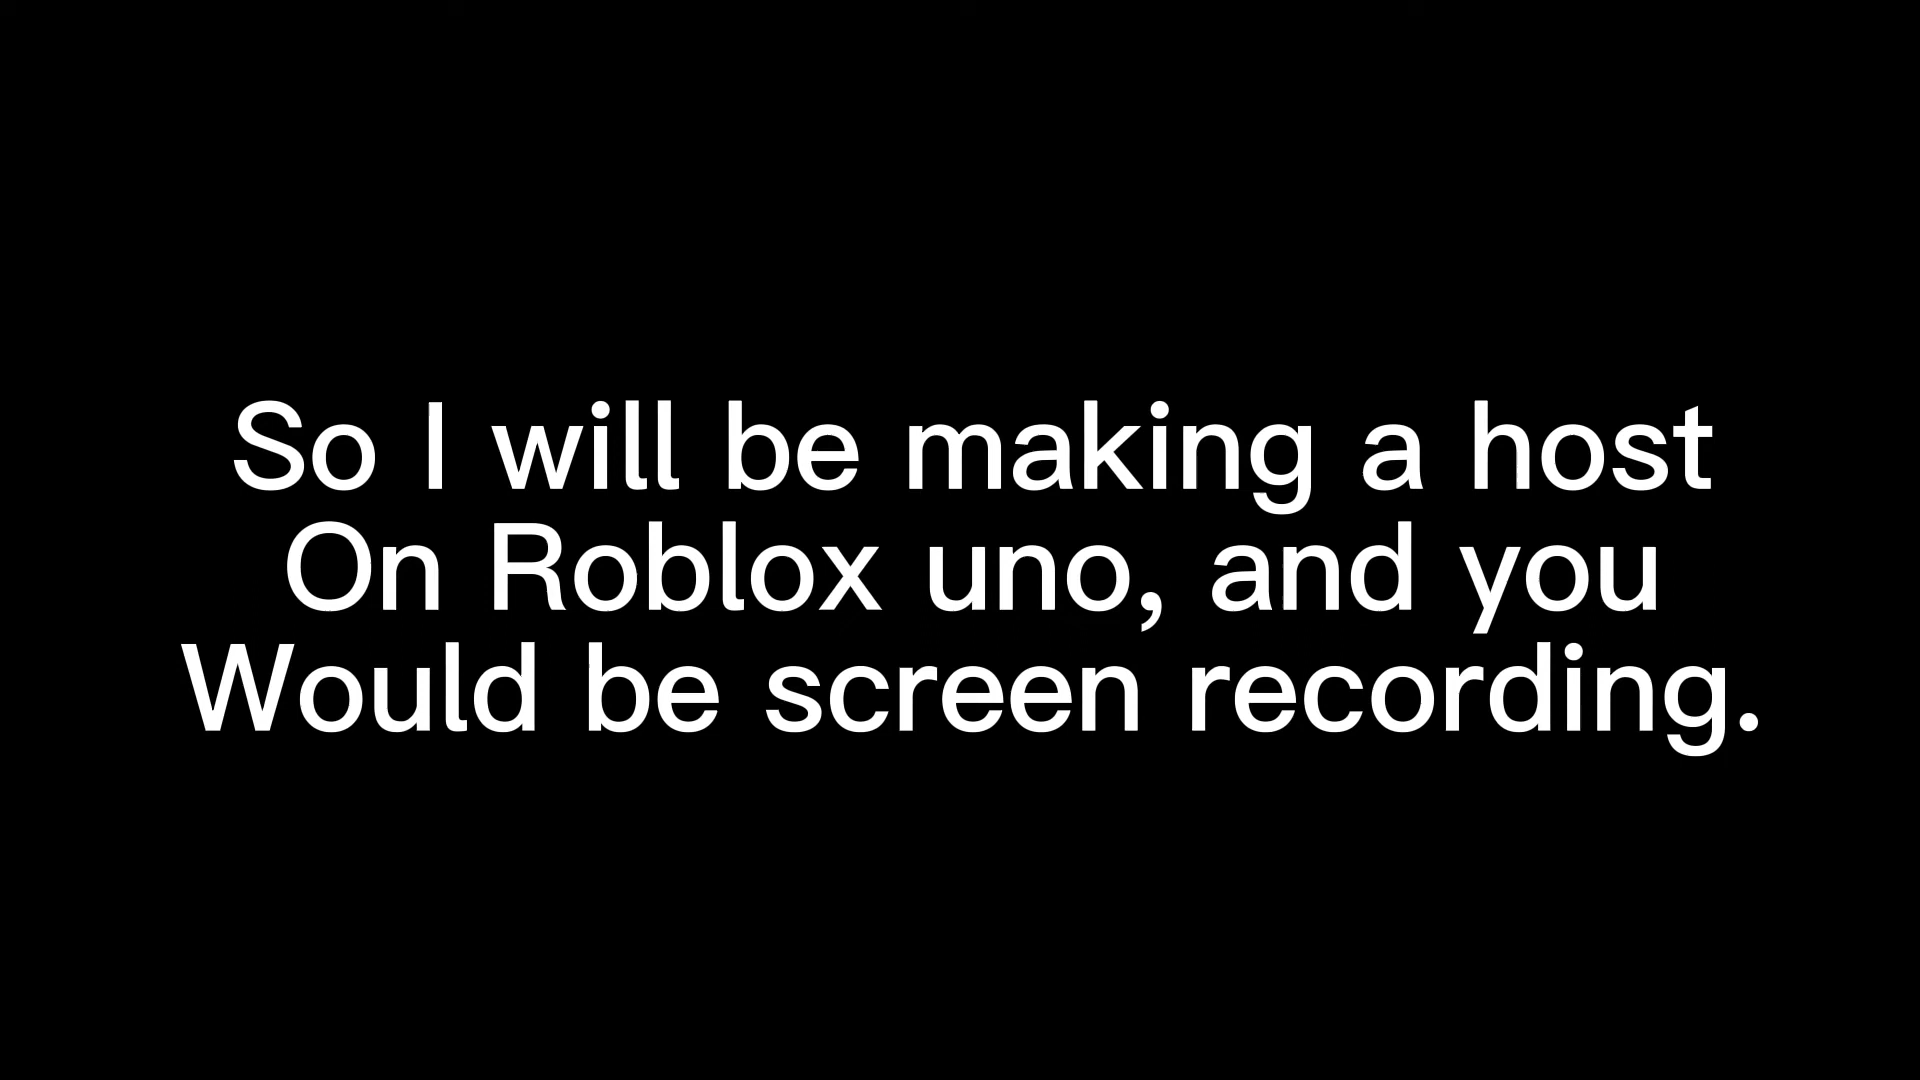 So I will be making a host
On Roblox uno, and you
Would be screen recording.